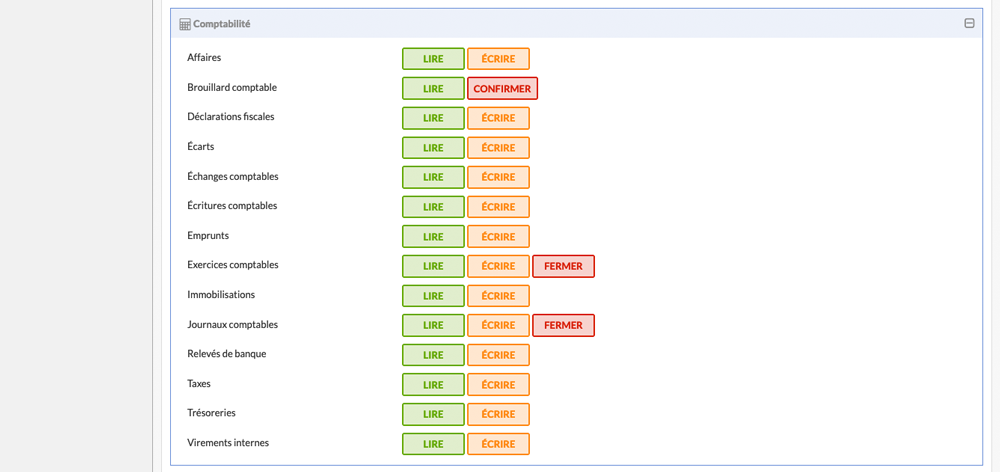 Comptabilité
Affaires LIRE ÉCRIRE
Brouillard comptable LIRE CONFIRMER
Déclarations fiscales LIRE ÉCRIRE
Écarts LIRE ÉCRIRE
Échanges comptables LIRE ÉCRIRE
Écritures comptables LIRE ÉCRIRE
Emprunts LIRE ÉCRIRE
Exercices comptables LIRE ÉCRIRE FERMER
Immobilisations LIRE ÉCRIRE
Journaux comptables LIRE ÉCRIRE FERMER
Relevés de banque LIRE ÉCRIRE
Taxes LIRE ÉCRIRE
Trésoreries LIRE ÉCRIRE
Virements internes LIRE ÉCRIRE